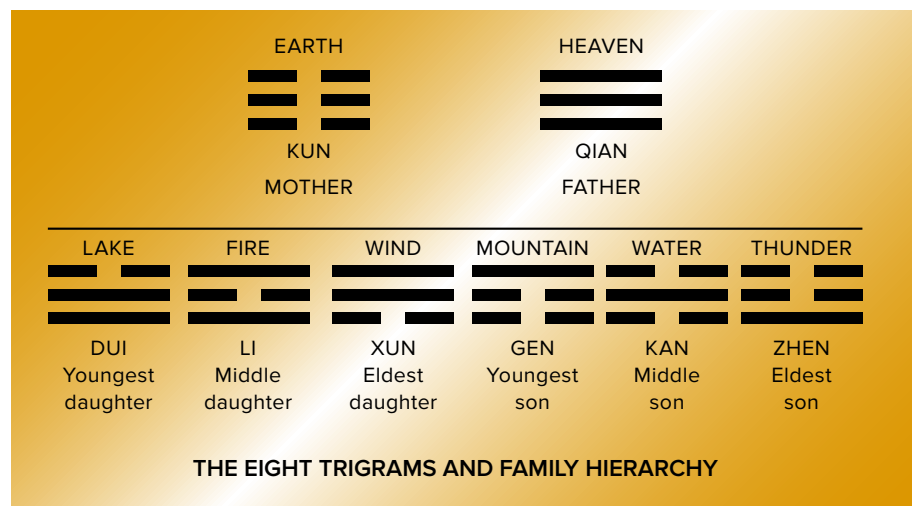 EARTH
HEAVEN
KUN
QIAN
MOTHER
FATHER
LAKE
FIRE
WIND
MOUNTAIN
WATER
THUNDER
DUI
Youngest
daughter
LI
Middle
daughter
XUN
Eldest
daughter
GEN
Youngest
son
KAN
Middle
son
ZHEN
Eldest
son
THE EIGHT TRIGRAMS AND FAMILY HIERARCHY